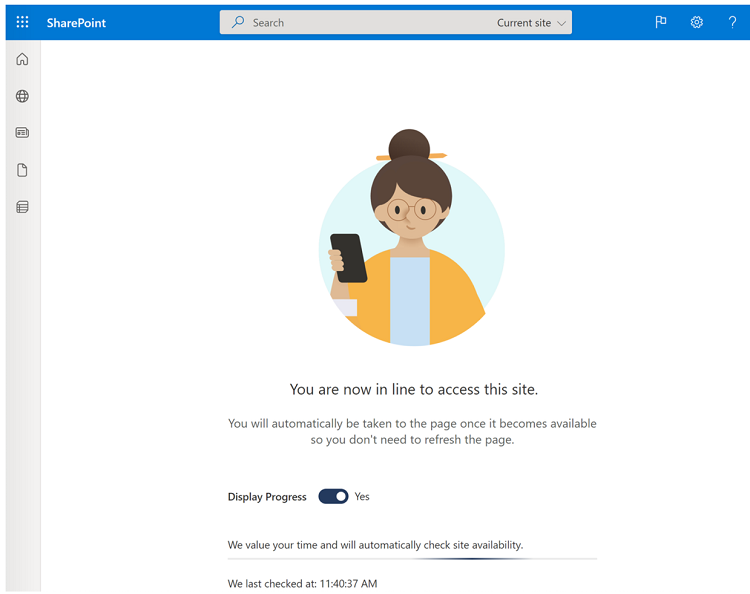 SharePoint
Search
Current site
?
You are now in line to access this site.
You will automatically be taken to the page once it becomes available
so you don't need to refresh the page.
Display Progress
Yes
We value your time and will automatically check site availability.
We last checked at: 11:40:37 AM